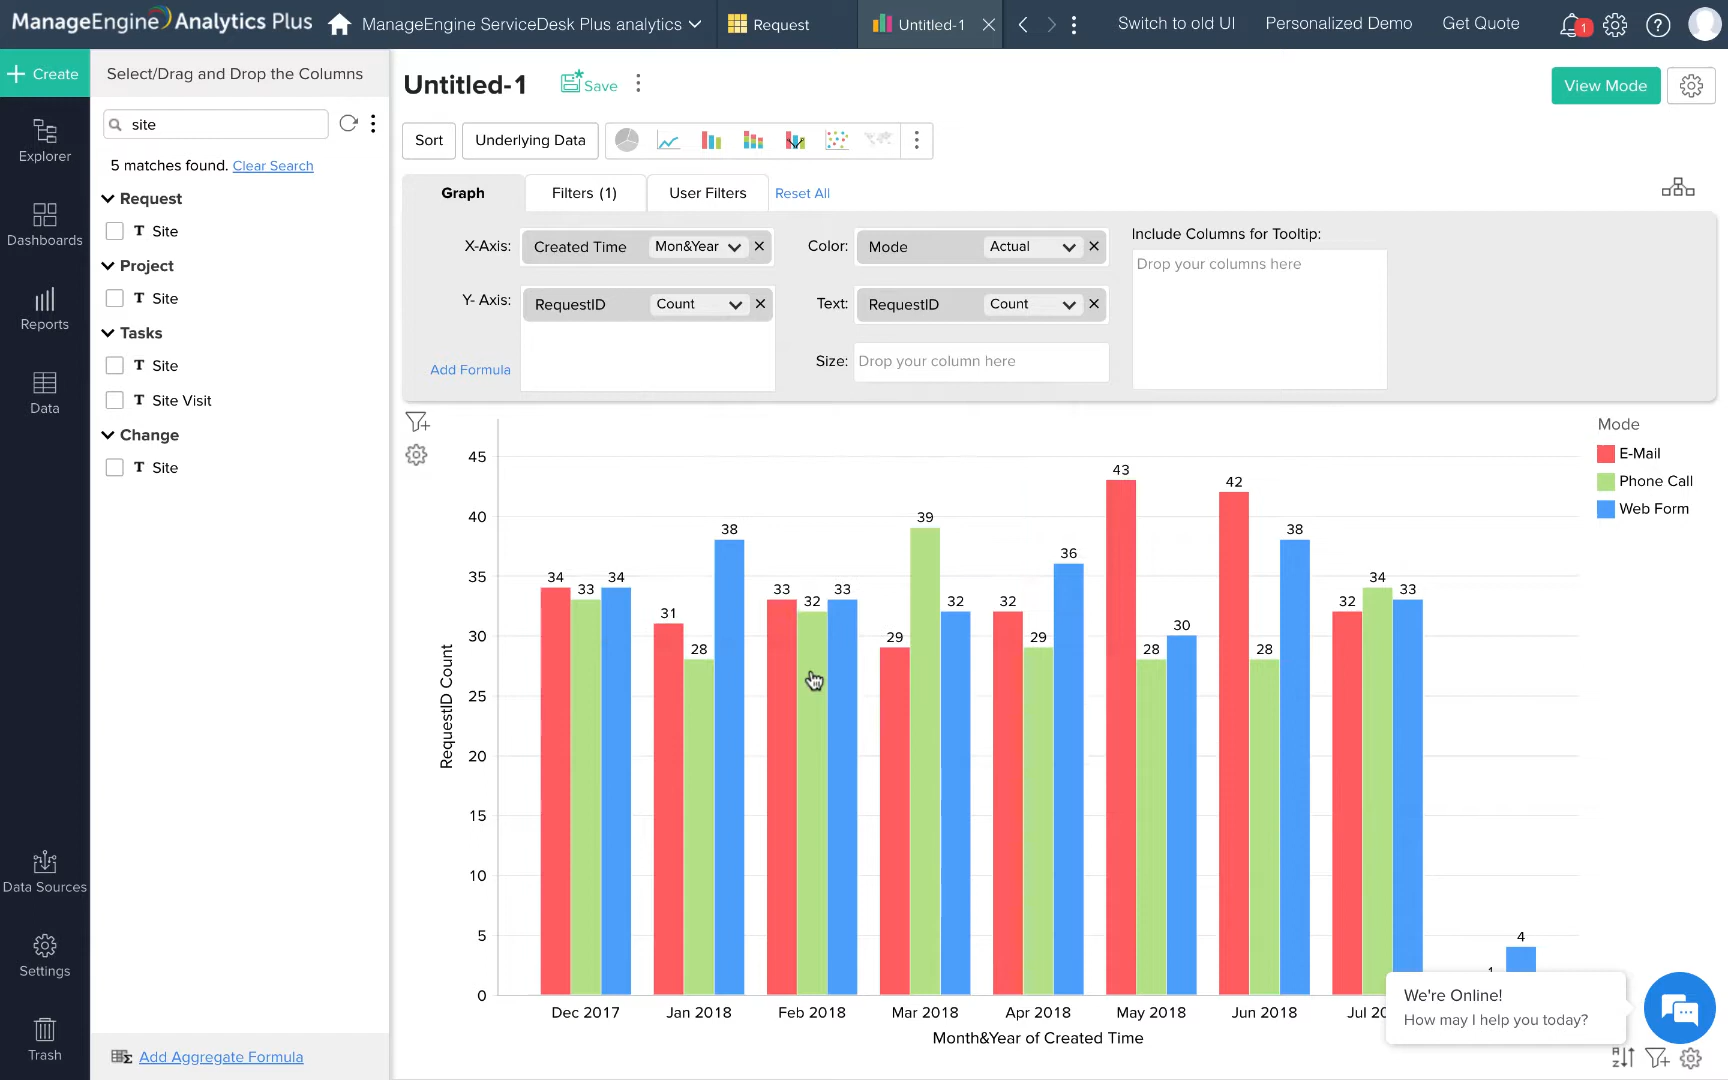 ManageEngine Analytics Plus
ManageEngine ServiceDesk Plus analytics
Request
Untitled-1
Switch to old UI
Personalized Demo
Get Quote
1
Create
Select/Drag and Drop the Columns
site
5 matches found. Clear Search
Request
T Site
Project
T Site
Tasks
T Site
T Site Visit
Change
T Site
Add Aggregate Formula
Explorer
Dashboards
Reports
Data
Data Sources
Settings
Trash
Untitled-1
Save
View Mode
Sort
Underlying Data
Graph
Filters (1)
User Filters
Reset All
X-Axis:
Created Time
Mon&Year
Y- Axis:
RequestID
Count
Add Formula
Color:
Mode
Actual
Text:
RequestID
Count
Size:
Drop your column here
Include Columns for Tooltip:
Drop your columns here
Mode
E-Mail
Phone Call
Web Form
RequestID Count
45
40
35
30
25
20
15
10
5
0
34 33 34
31 28 38
33 32 33
29 39 32
32 29 36
43 28 30
42 28 38
32 34 33
1 4
Dec 2017
Jan 2018
Feb 2018
Mar 2018
Apr 2018
May 2018
Jun 2018
Jul 20
Month&Year of Created Time
We're Online!
How may I help you today?